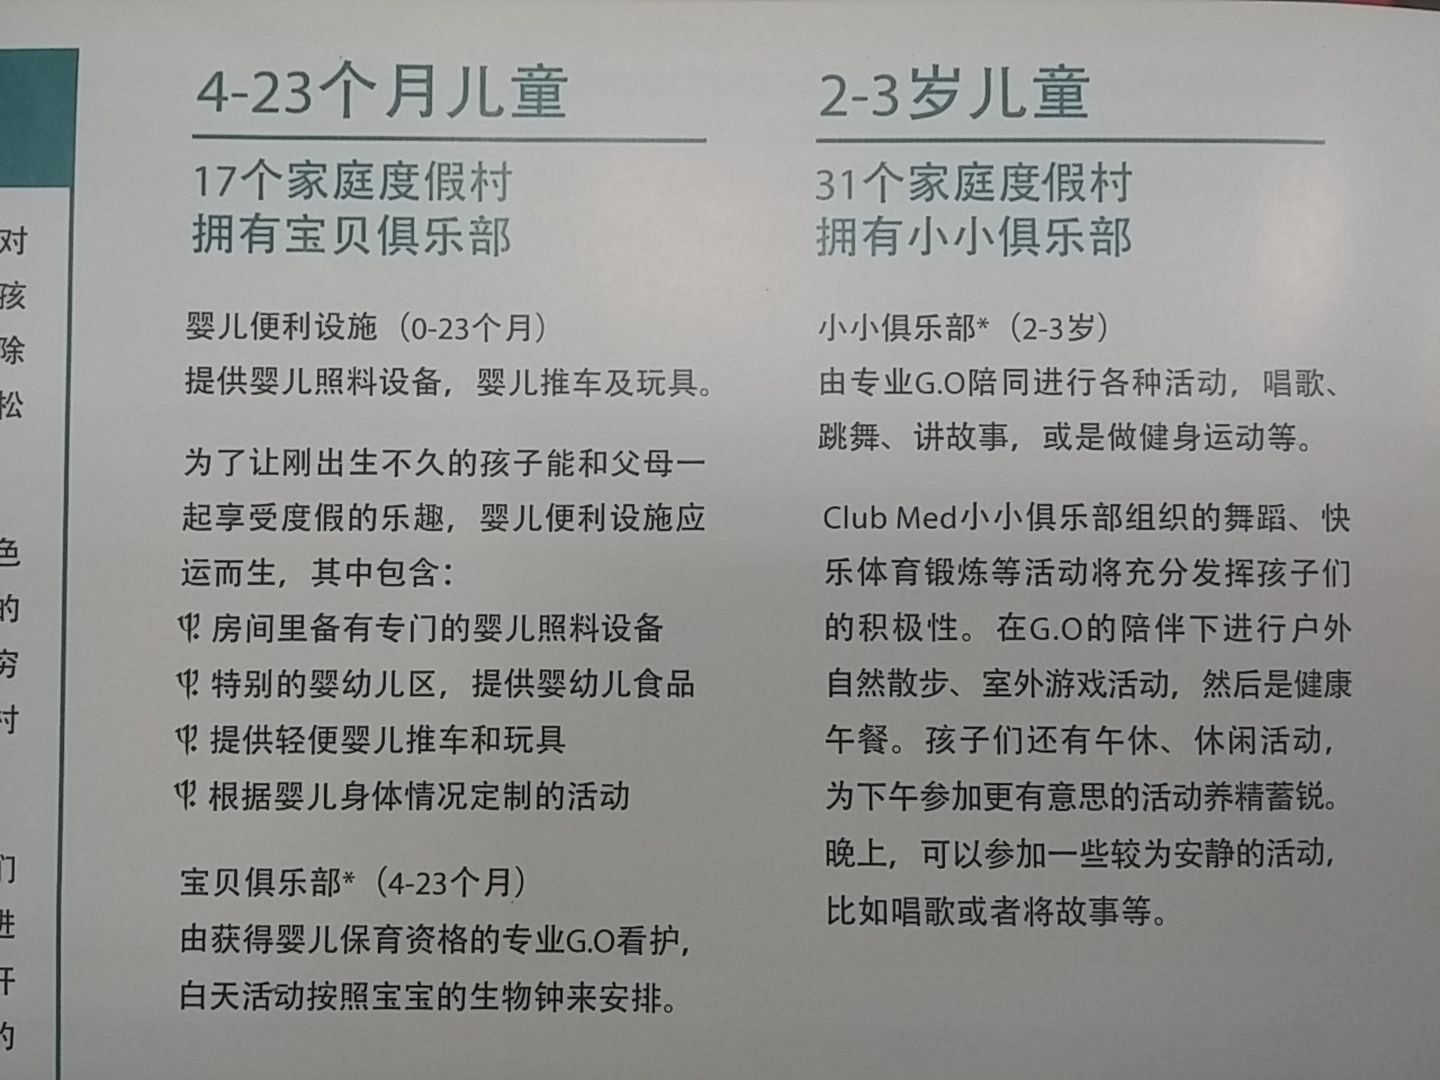 对
孩
除
松
色
的
穷
村
们
进
开
的
4-23个月儿童
17个家庭度假村
拥有宝贝俱乐部
婴儿便利设施（0-23个月）
提供婴儿照料设备，婴儿推车及玩具。
为了让刚出生不久的孩子能和父母一
起享受度假的乐趣，婴儿便利设施应
运而生，其中包含：
房间里备有专门的婴儿照料设备
特别的婴幼儿区，提供婴幼儿食品
提供轻便婴儿推车和玩具
根据婴儿身体情况定制的活动
宝贝俱乐部*（4-23个月）
由获得婴儿保育资格的专业G.O看护，
白天活动按照宝宝的生物钟来安排。
2-3岁儿童
31个家庭度假村
拥有小小俱乐部
小小俱乐部*（2-3岁）
由专业G.O陪同进行各种活动，唱歌、
跳舞、讲故事，或是做健身运动等。
Club Med小小俱乐部组织的舞蹈、快
乐体育锻炼等活动将充分发挥孩子们
的积极性。在G.O的陪伴下进行户外
自然散步、室外游戏活动，然后是健康
午餐。孩子们还有午休、休闲活动，
为下午参加更有意思的活动养精蓄锐。
晚上，可以参加一些较为安静的活动，
比如唱歌或者将故事等。